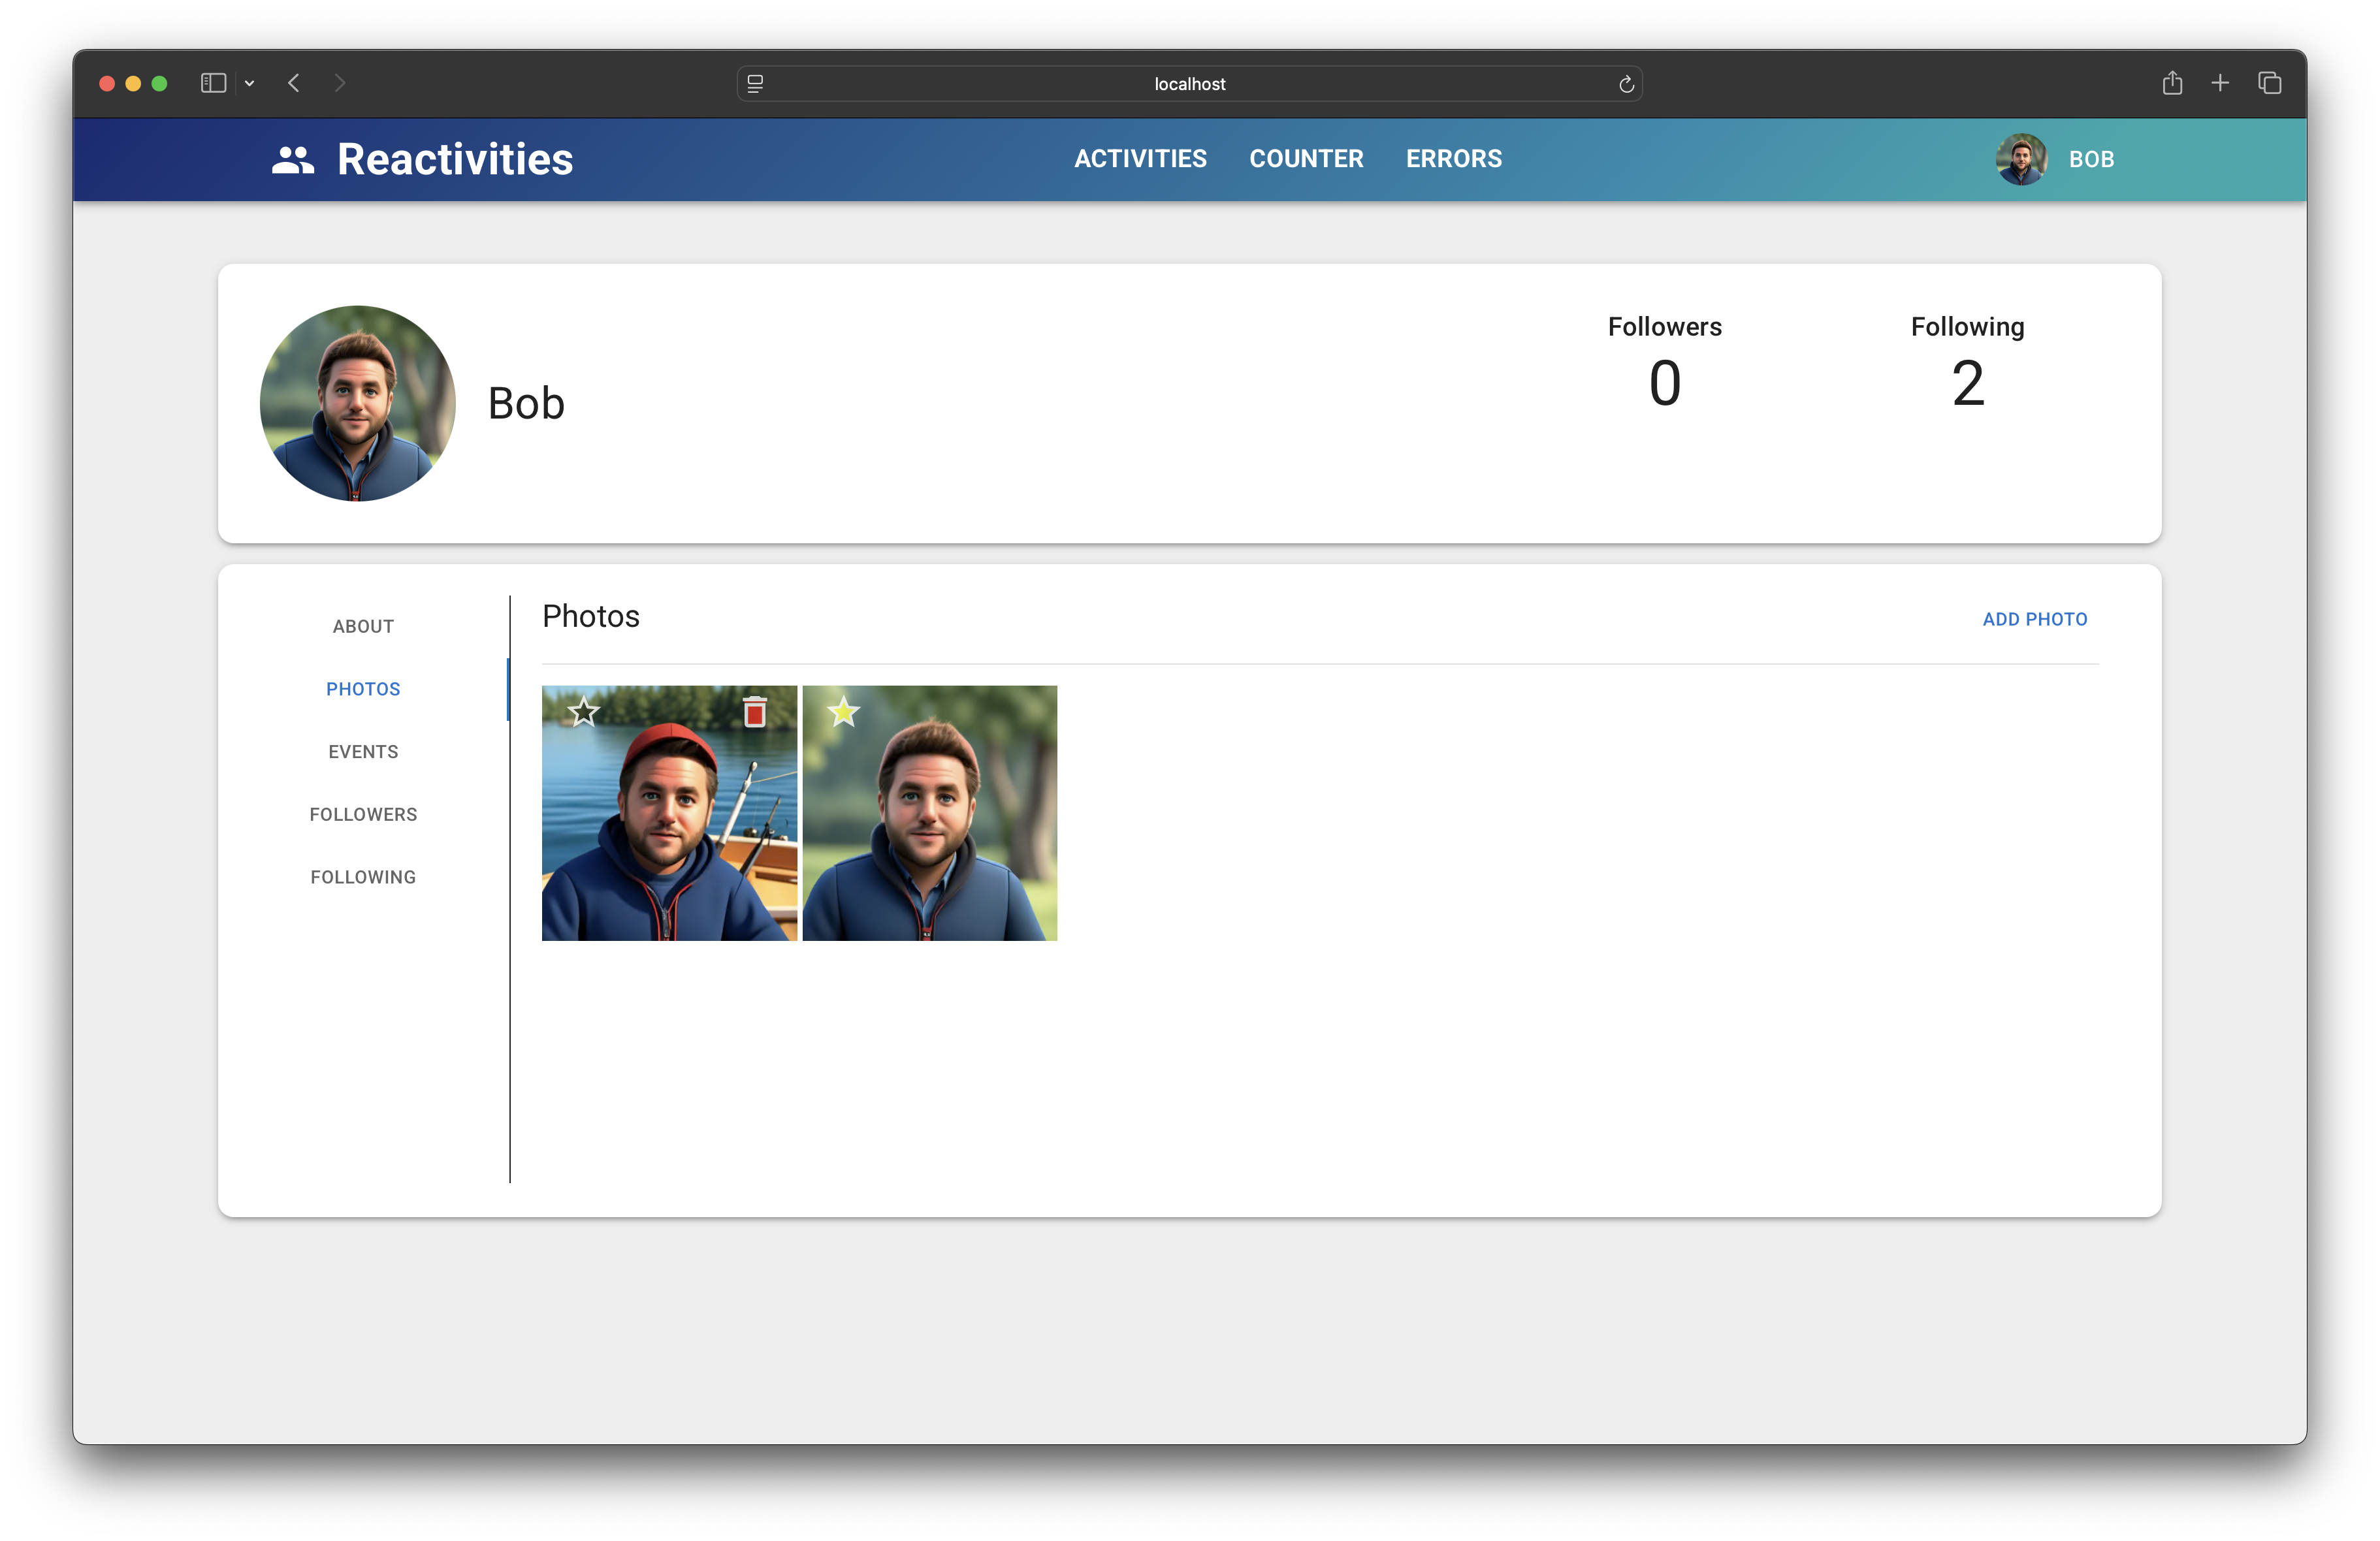 localhost
Reactivities
ACTIVITIES COUNTER ERRORS
BOB
Bob
Followers
0
Following
2
ABOUT
PHOTOS
EVENTS
FOLLOWERS
FOLLOWING
Photos
ADD PHOTO